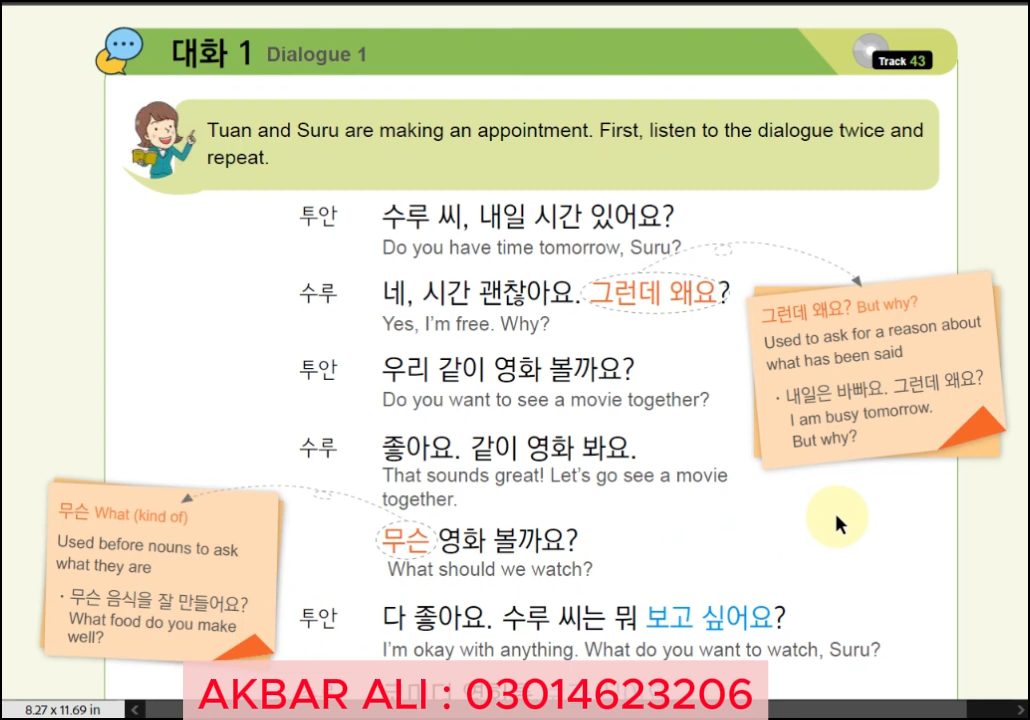 대화 1 Dialogue 1
Track 43
Tuan and Suru are making an appointment. First, listen to the dialogue twice and
repeat.
투안 수루 씨, 내일 시간 있어요?
Do you have time tomorrow, Suru?
수루 네, 시간 괜찮아요. 그런데 왜요?
Yes, I'm free. Why?
투안 우리 같이 영화 볼까요?
Do you want to see a movie together?
수루 좋아요. 같이 영화 봐요.
That sounds great! Let's go see a movie
together.
무슨 영화 볼까요?
What should we watch?
투안 다 좋아요. 수루 씨는 뭐 보고 싶어요?
I'm okay with anything. What do you want to watch, Suru?
그런데 왜요? But why?
Used to ask for a reason about
what has been said
· 내일은 바빠요. 그런데 왜요?
I am busy tomorrow.
But why?
무슨 What (kind of)
Used before nouns to ask
what they are
· 무슨 음식을 잘 만들어요?
What food do you make
well?
AKBAR ALI : 03014623206
8.27 x 11.69 in